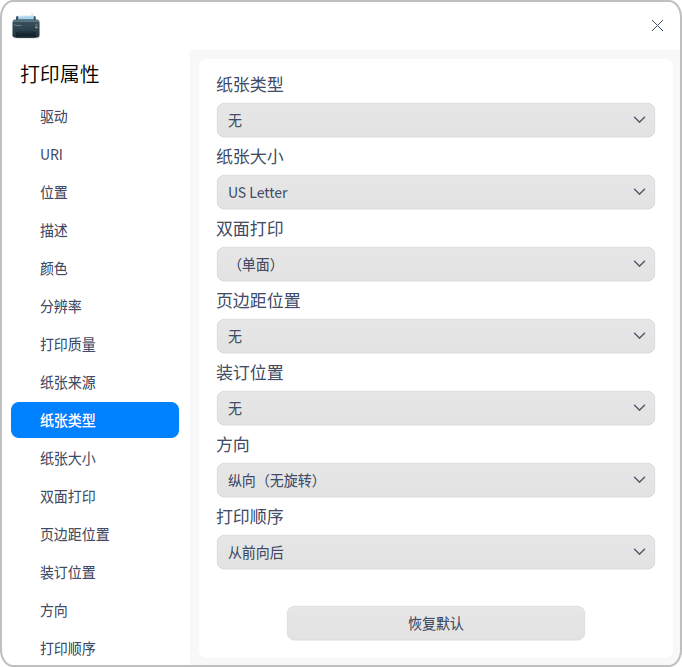 打印属性
驱动
URI
位置
描述
颜色
分辨率
打印质量
纸张来源
纸张类型
纸张大小
双面打印
页边距位置
装订位置
方向
打印顺序
纸张类型
无
纸张大小
US Letter
双面打印
（单面）
页边距位置
无
装订位置
无
方向
纵向（无旋转）
打印顺序
从前向后
恢复默认